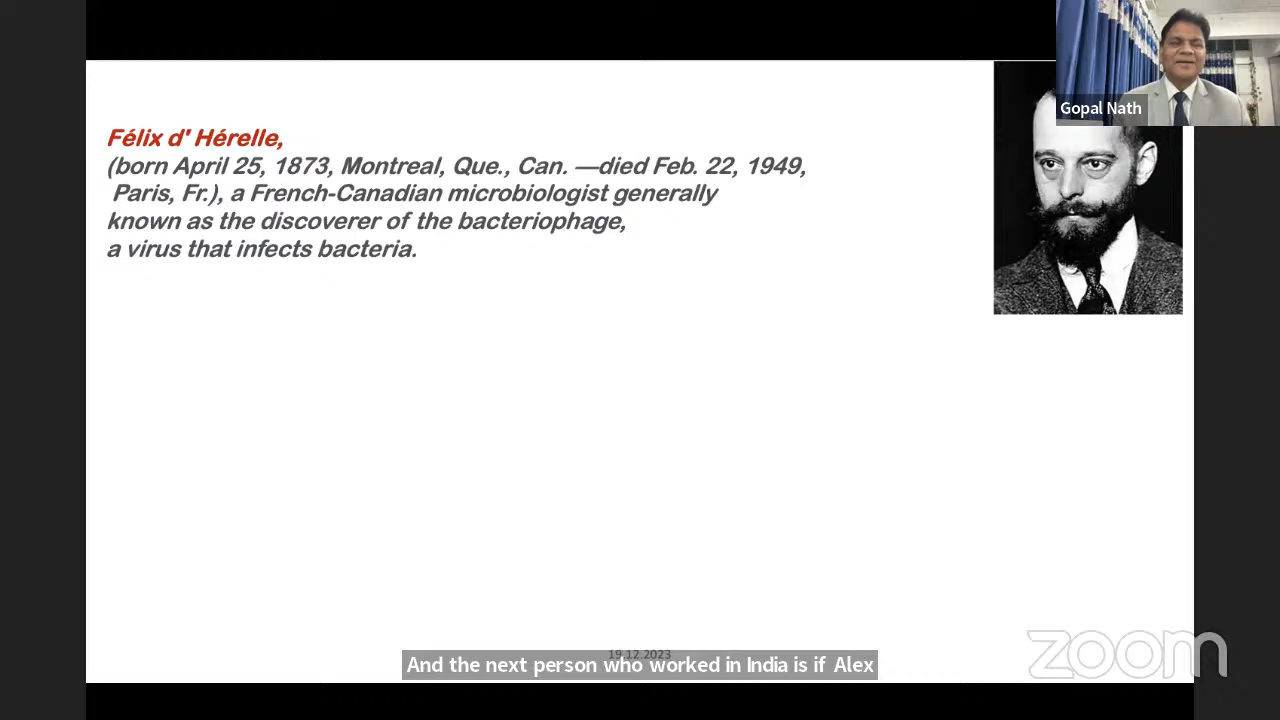 Gopal Nath
Félix d' Hérelle,
(born April 25, 1873, Montreal, Que., Can. —died Feb. 22, 1949,
Paris, Fr.), a French-Canadian microbiologist generally
known as the discoverer of the bacteriophage,
a virus that infects bacteria.
19.12.2023
And the next person who worked in India is if Alex
zoom